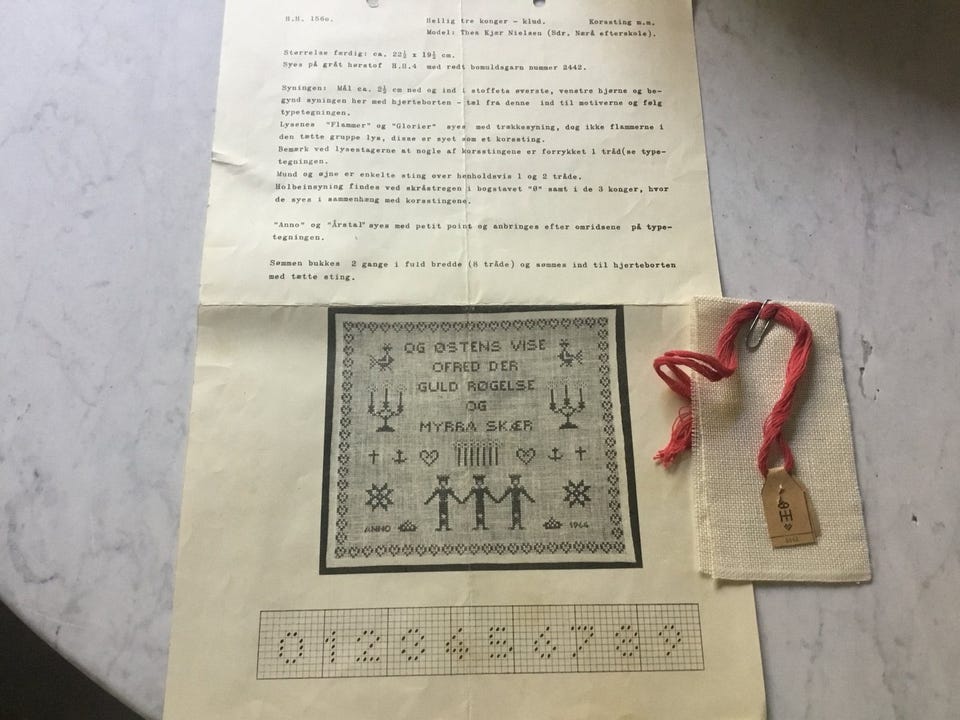 H.H. 156o. Hellig tre konger - klud. Korssting m.m.
Model: Thea Kjær Nielsen (Sdr, Nærå efterskole).
Størrelse færdig: ca. 22½ x 19½ cm.
Syes på gråt hørstof H.H.4 med rødt bomuldsgarn nummer 2442.
Syningen: Mål ca. 2½ cm ned og ind i stoffets øverste, venstre hjørne og be-
gynd syningen her med hjerteborten - tæl fra denne ind til motiverne og følg
typetegningen.
Lysenes "Flammer" og "Glorier" syes med trækkesyning, dog ikke flammerne i
den tætte gruppe lys, disse er syet som et korssting.
Bemærk ved lysestagerne at nogle af korsstingene er forrykket 1 tråd(se type-
tegningen.
Mund og øjne er enkelte sting over henholdsvis 1 og 2 tråde.
Holbeinsyning findes ved skråstregen i bogstavet "Ø" samt i de 3 konger, hvor
de syes i sammenhæng med korsstingene.
"Anno" og "Årstal" syes med petit point og anbringes efter omridsene på type-
tegningen.
Sømmen bukkes 2 gange i fuld bredde (8 tråde) og sømmes ind til hjerteborten
med tætte sting.
OG ØSTENS VISE
OFRED DER
GULD RØGELSE
OG
MYRRA SKÆR
ANNO 1964
0 1 2 3 4 5 6 7 8 9